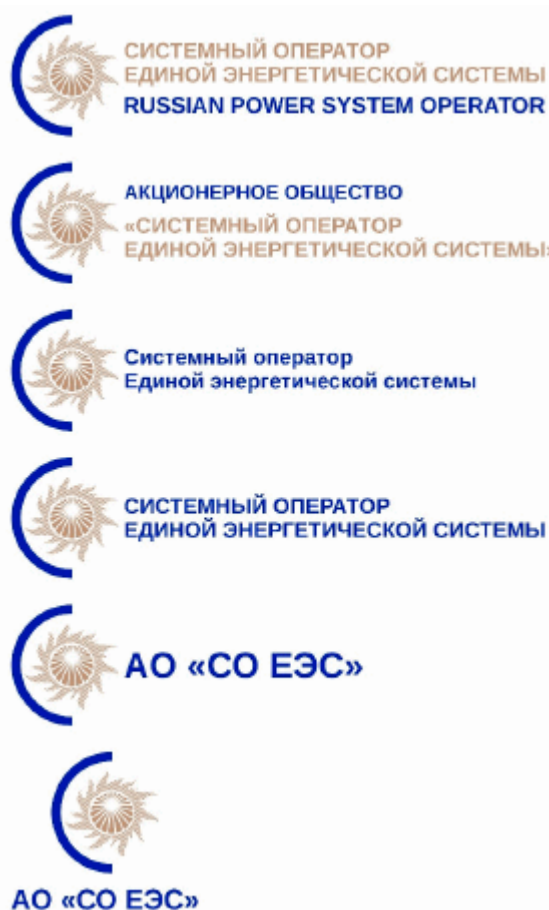 СИСТЕМНЫЙ ОПЕРАТОР
ЕДИНОЙ ЭНЕРГЕТИЧЕСКОЙ СИСТЕМЫ
RUSSIAN POWER SYSTEM OPERATOR
АКЦИОНЕРНОЕ ОБЩЕСТВО
«СИСТЕМНЫЙ ОПЕРАТОР
ЕДИНОЙ ЭНЕРГЕТИЧЕСКОЙ СИСТЕМЫ»
Системный оператор
Единой энергетической системы
СИСТЕМНЫЙ ОПЕРАТОР
ЕДИНОЙ ЭНЕРГЕТИЧЕСКОЙ СИСТЕМЫ
АО «СО ЕЭС»
АО «СО ЕЭС»